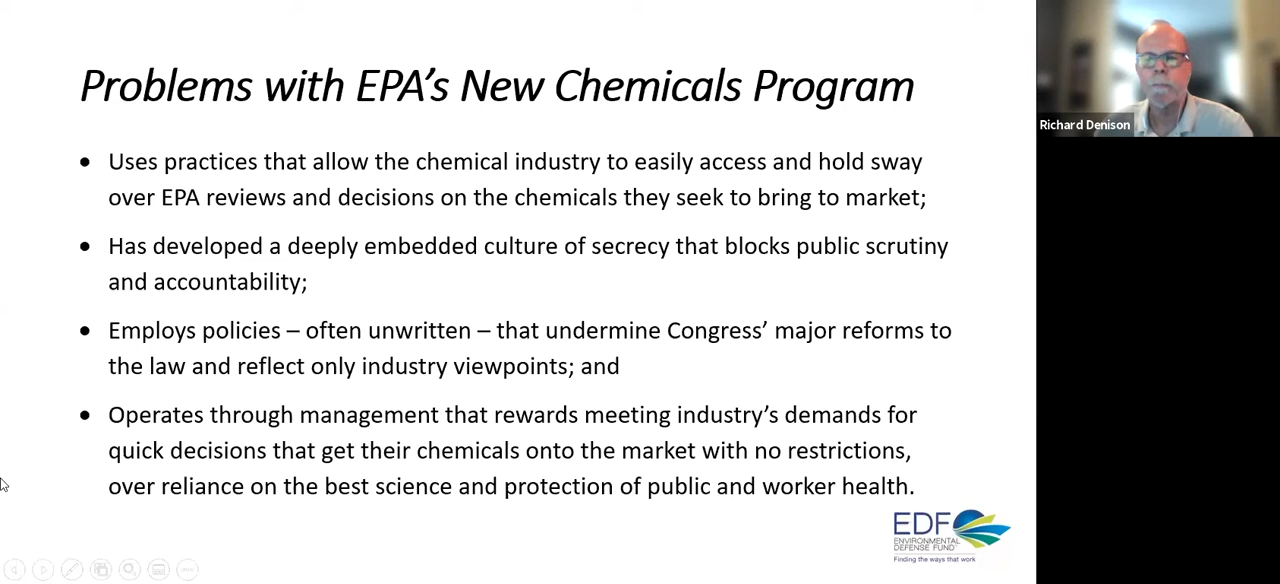 Problems with EPA’s New Chemicals Program
• Uses practices that allow the chemical industry to easily access and hold sway
over EPA reviews and decisions on the chemicals they seek to bring to market;
• Has developed a deeply embedded culture of secrecy that blocks public scrutiny
and accountability;
• Employs policies – often unwritten – that undermine Congress’ major reforms to
the law and reflect only industry viewpoints; and
• Operates through management that rewards meeting industry’s demands for
quick decisions that get their chemicals onto the market with no restrictions,
over reliance on the best science and protection of public and worker health.
EDF
ENVIRONMENTAL
DEFENSE FUND
Finding the ways that work
Richard Denison